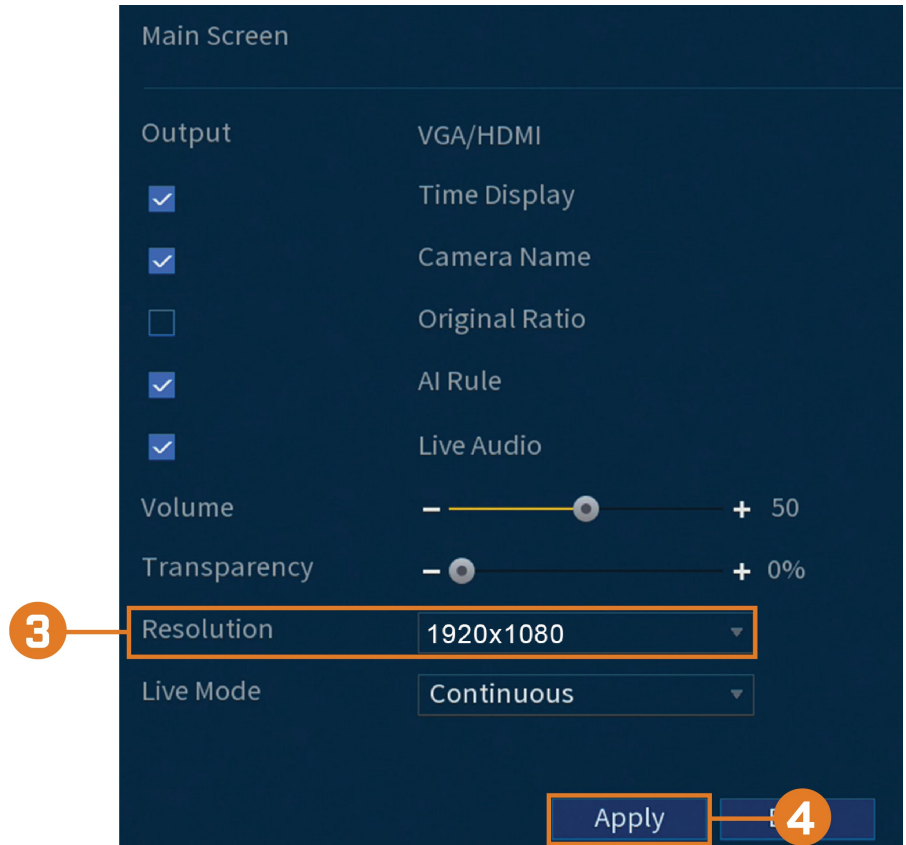 Main Screen
Output VGA/HDMI
Time Display
Camera Name
Original Ratio
AI Rule
Live Audio
Volume - + 50
Transparency - + 0%
3 Resolution 1920x1080
Live Mode Continuous
Apply 4